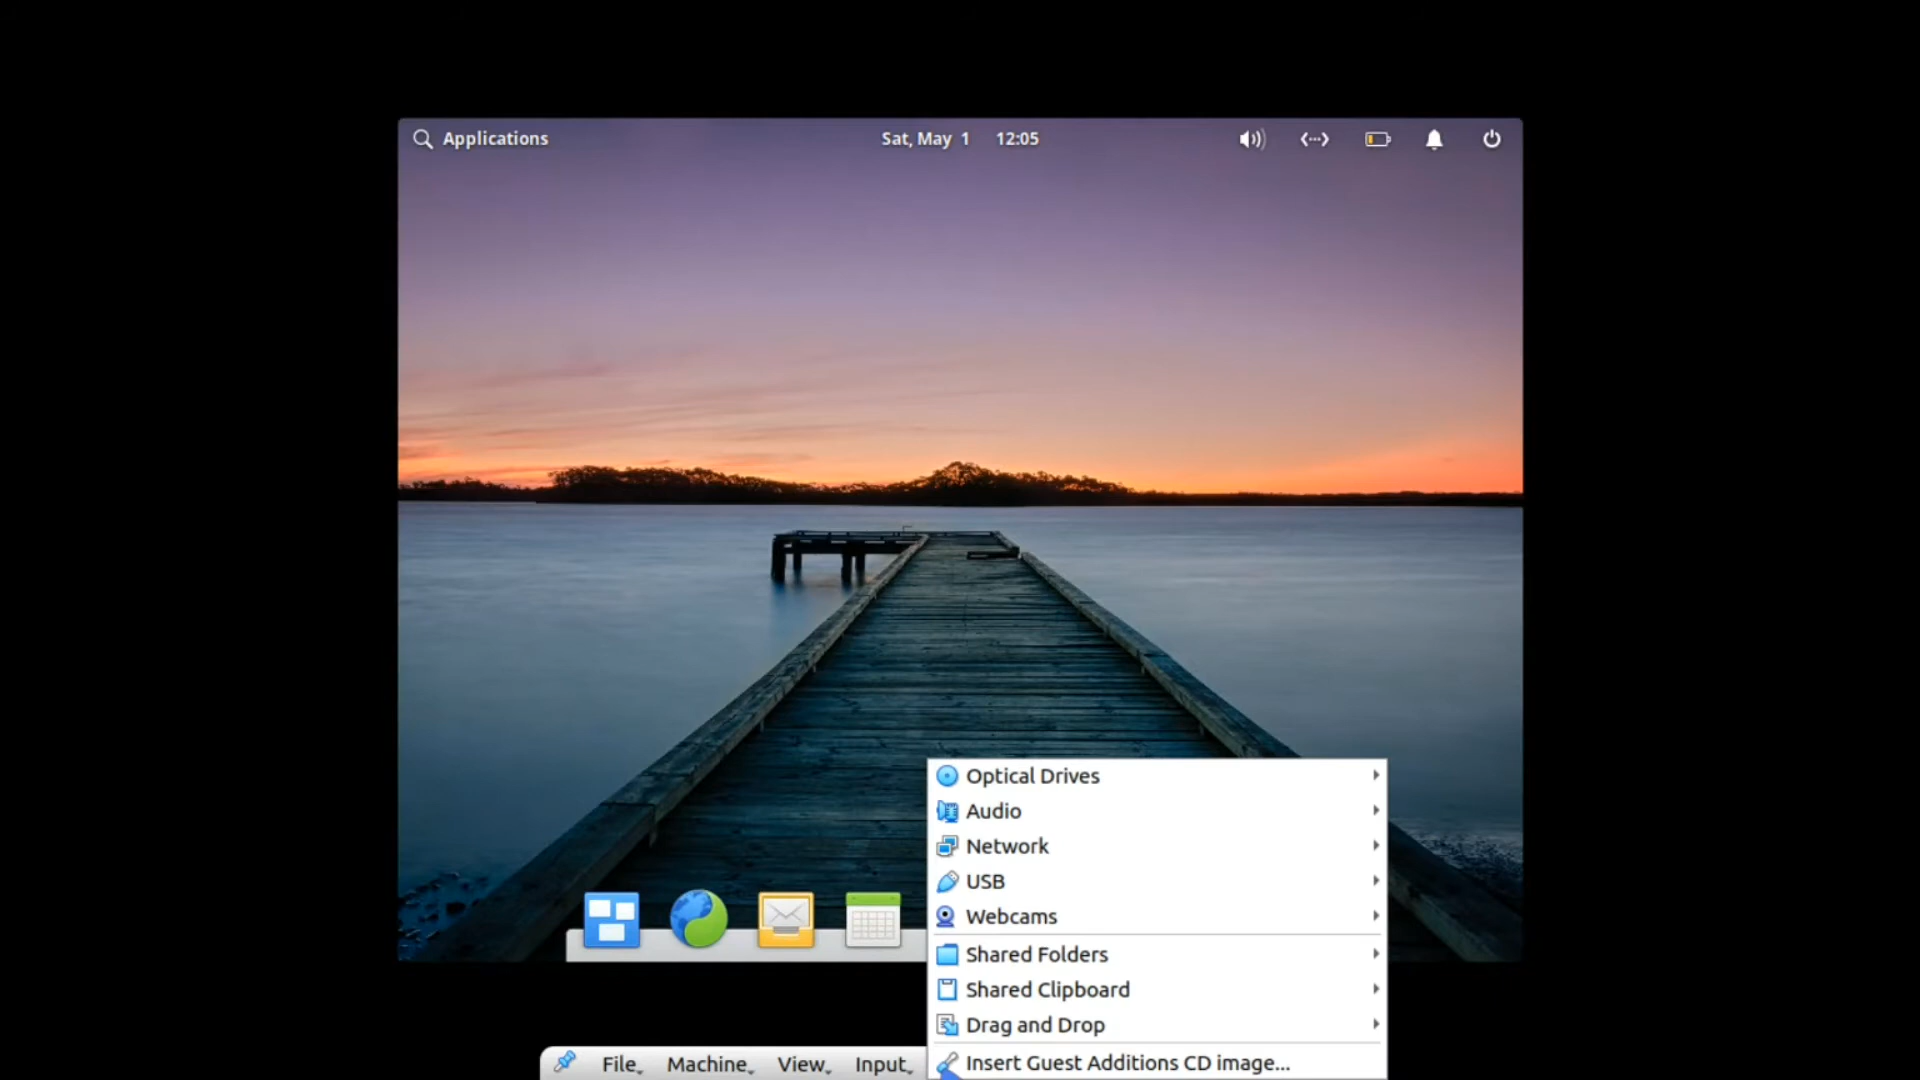 Applications
Sat, May 1 12:05
Optical Drives
Audio
Network
USB
Webcams
Shared Folders
Shared Clipboard
Drag and Drop
Insert Guest Additions CD image...
File
Machine
View
Input